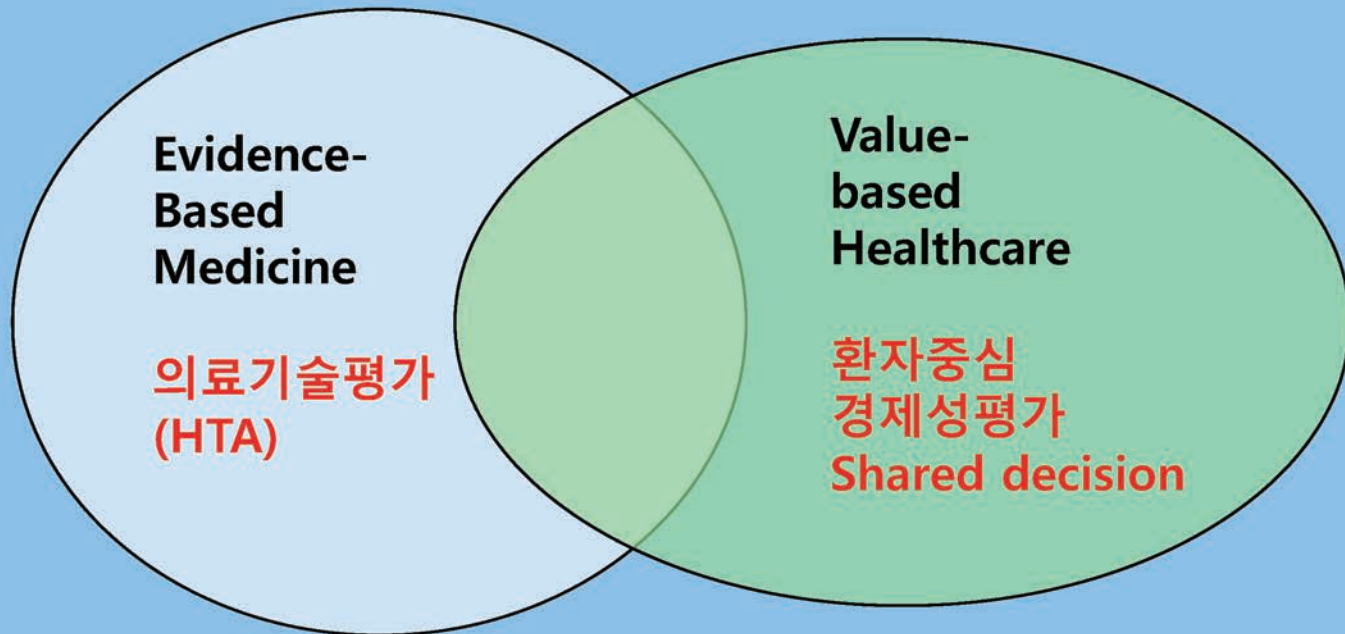 Evidence-
Based
Medicine
의료기술평가
(HTA)
Value-
based
Healthcare
환자중심
경제성평가
Shared decision